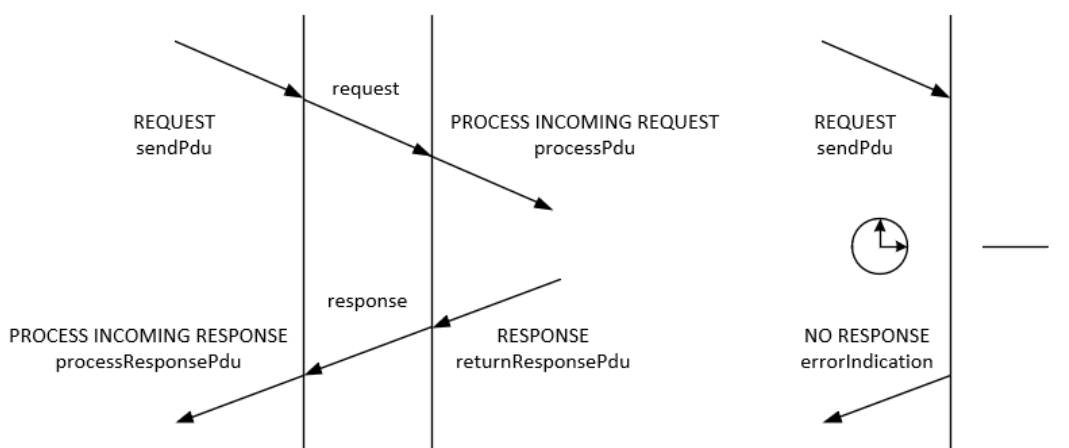 request
REQUEST
sendPdu
PROCESS INCOMING REQUEST
processPdu
REQUEST
sendPdu
response
PROCESS INCOMING RESPONSE
processResponsePdu
RESPONSE
returnResponsePdu
NO RESPONSE
errorIndication